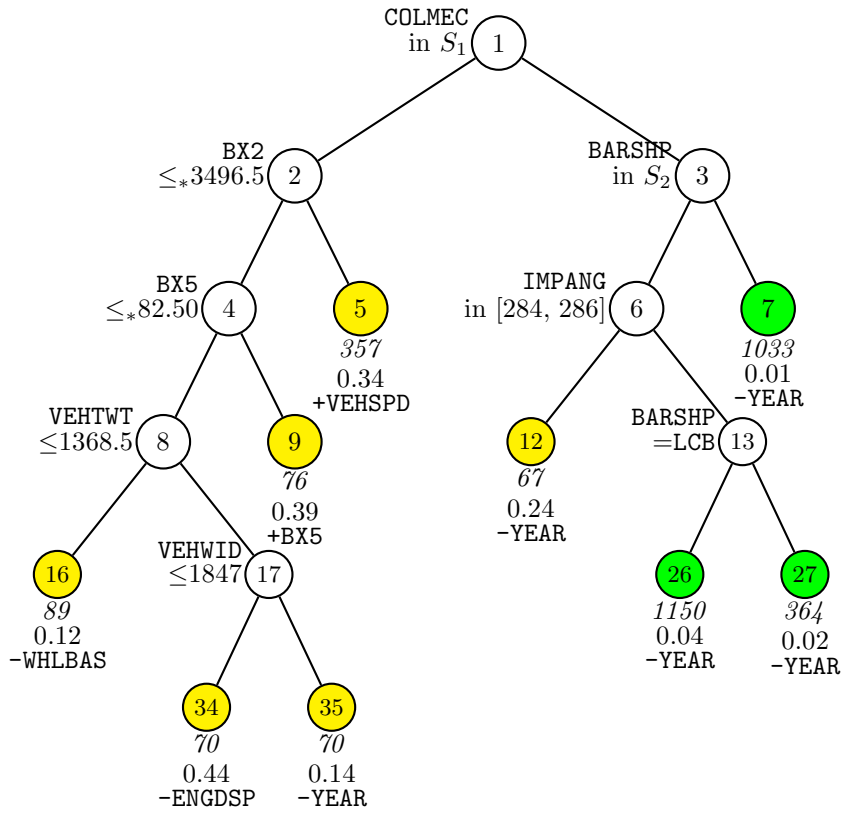 COLMEC
in S₁
1
BX2
≤*3496.5
2
BARSHP
in S₂
3
BX5
≤*82.50
4
5
357
0.34
+VEHSPD
IMPANG
in [284, 286]
6
7
1033
0.01
-YEAR
VEHTWT
≤1368.5
8
9
76
0.39
+BX5
12
67
0.24
-YEAR
BARSHP
=LCB
13
16
89
0.12
-WHLBAS
VEHWID
≤1847
17
26
1150
0.04
-YEAR
27
364
0.02
-YEAR
34
70
0.44
-ENGDSP
35
70
0.14
-YEAR